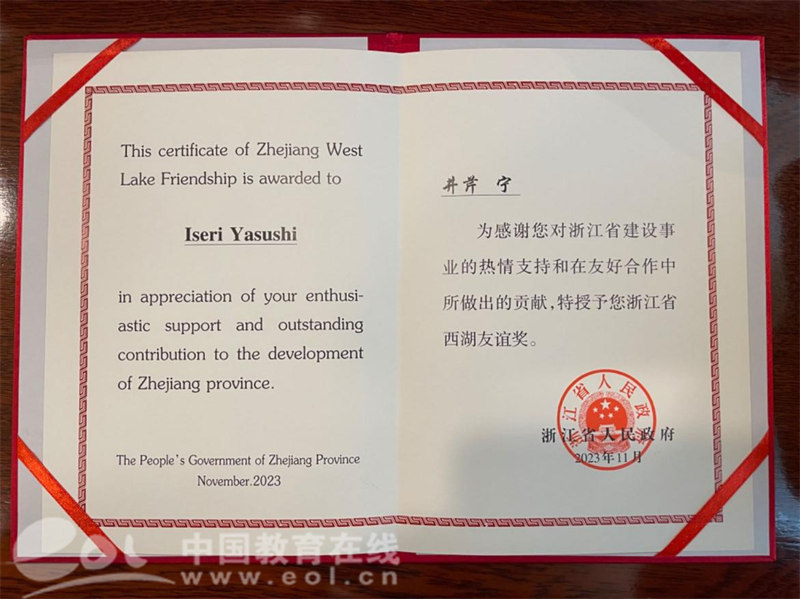 This certificate of Zhejiang West
Lake Friendship is awarded to
Iseri Yasushi
in appreciation of your enthusi-
astic support and outstanding
contribution to the development
of Zhejiang province.
The People's Government of Zhejiang Province
November.2023
井芹 宁
为感谢您对浙江省建设事
业的热情支持和在友好合作中
所做出的贡献,特授予您浙江省
西湖友谊奖。
浙江省人民政府
浙江省人民政府
2023年11月
eol 中国教育在线
www.eol.cn